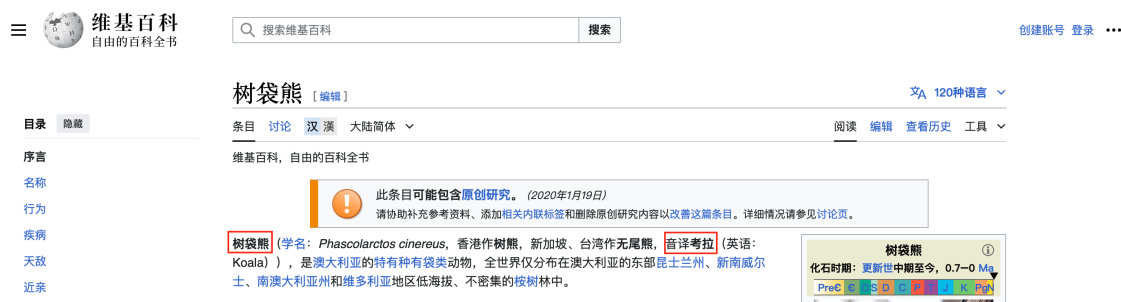 维基百科
自由的百科全书
搜索维基百科
搜索
创建账号 登录
树袋熊 [编辑]
120种语言
目录 隐藏
条目 讨论 汉 漢 大陆简体
阅读 编辑 查看历史 工具
序言
维基百科,自由的百科全书
名称
行为
疾病
天敌
近亲
此条目可能包含原创研究。 (2020年1月19日)
请协助补充参考资料、添加相关内联标签和删除原创研究内容以改善这篇条目。详细情况请参见讨论页。
树袋熊(学名:Phascolarctos cinereus,香港作树熊,新加坡、台湾作无尾熊,音译考拉(英语:
Koala)),是澳大利亚的特有种有袋类动物,全世界仅分布在澳大利亚的东部昆士兰州、新南威尔
士、南澳大利亚州和维多利亚地区低海拔、不密集的桉树林中。
树袋熊
化石时期:更新世中期至今,0.7–0 Ma
PreЄ Є O S D C P T J K PgN